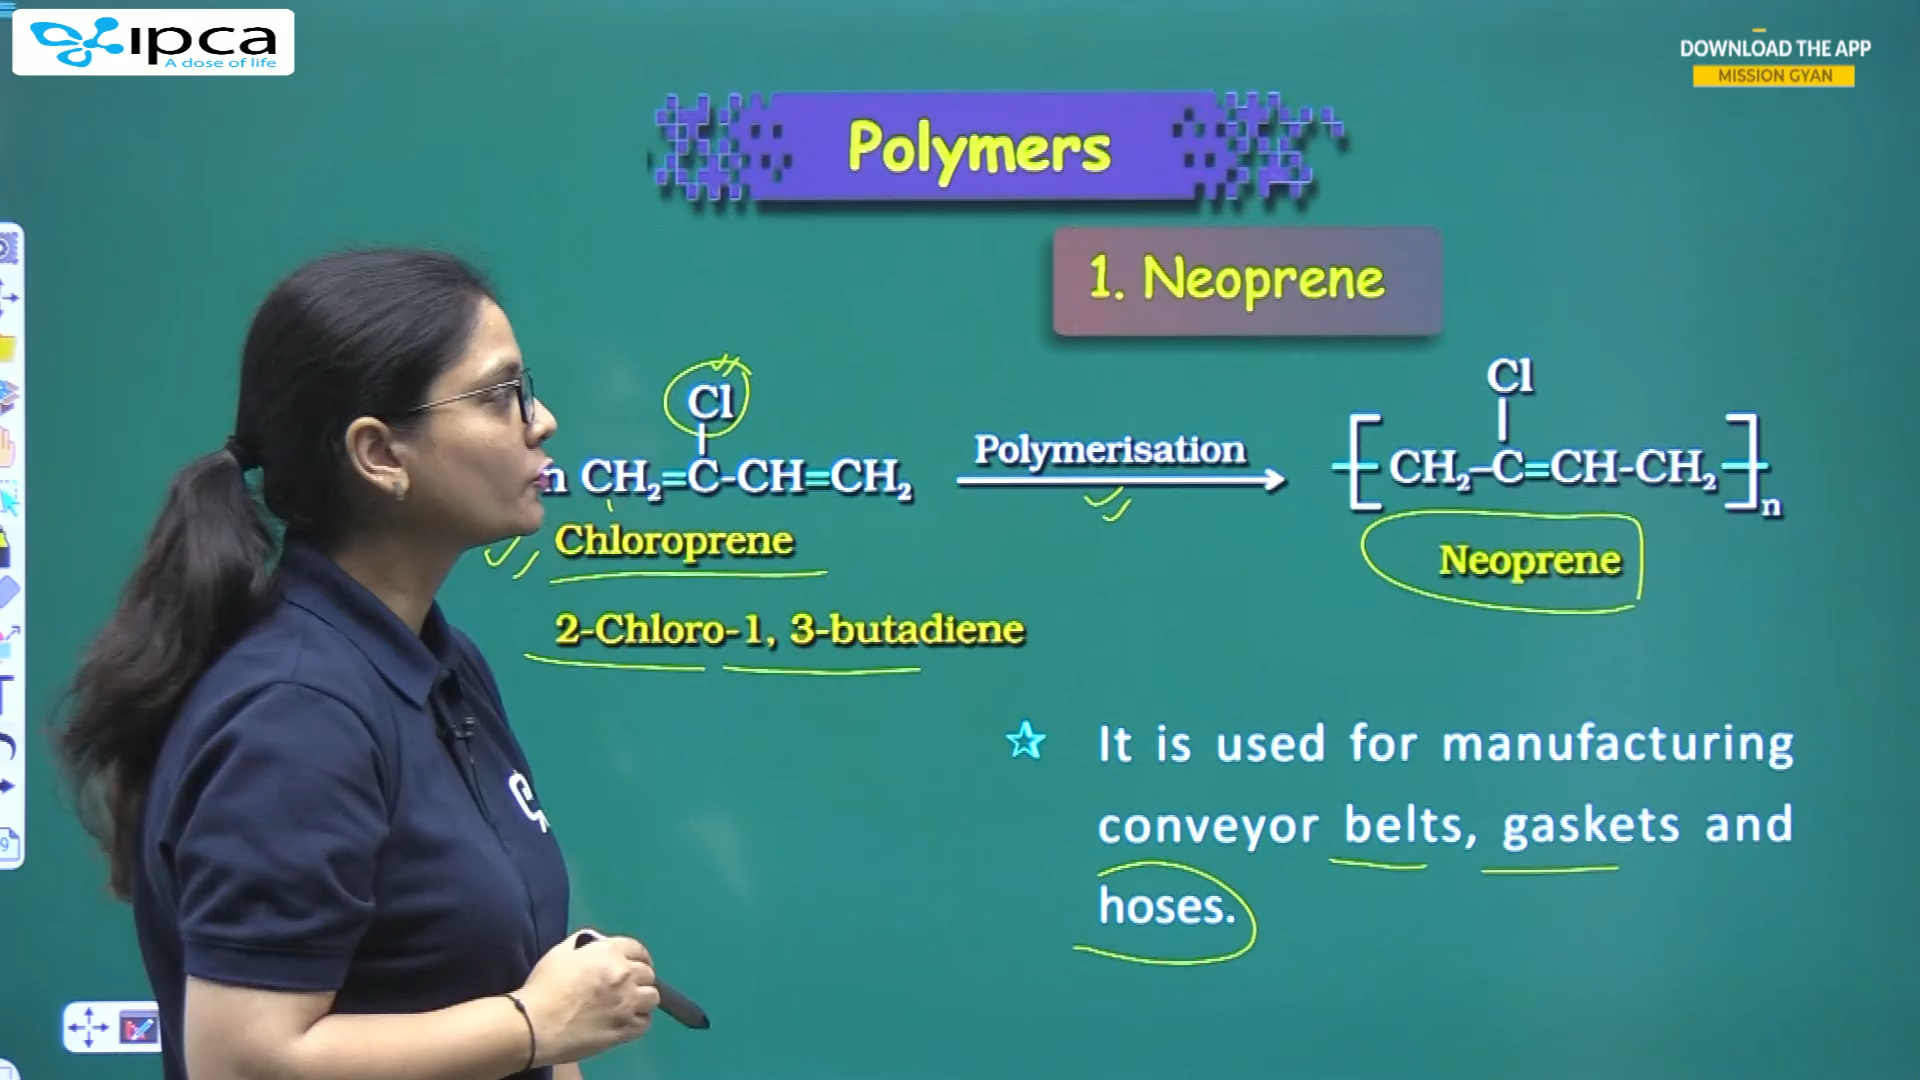 ipca
A dose of life
DOWNLOAD THE APP
MISSION GYAN
Polymers
1. Neoprene
Cl
n CH₂=C-CH=CH₂
Polymerisation
Cl
[CH₂–C=CH-CH₂]n
Chloroprene
Neoprene
2-Chloro-1, 3-butadiene
It is used for manufacturing
conveyor belts, gaskets and
hoses.